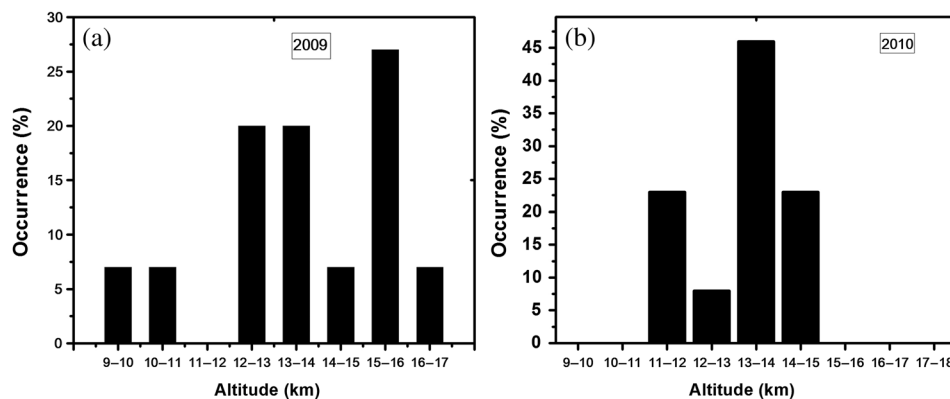 (a)
2009
Occurrence (%)
30
25
20
15
10
5
0
9–10 10–11 11–12 12–13 13–14 14–15 15–16 16–17
Altitude (km)
(b)
2010
Occurrence (%)
45
40
35
30
25
20
15
10
5
0
9–10 10–11 11–12 12–13 13–14 14–15 15–16 16–17 17–18
Altitude (km)